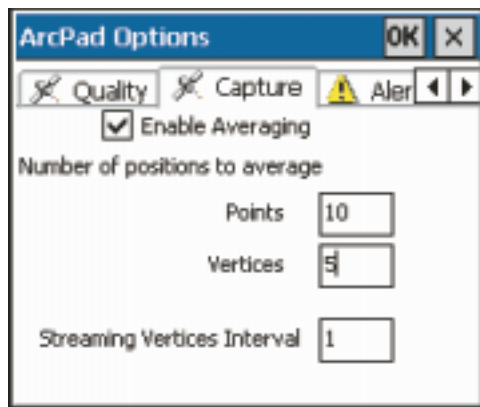 ArcPad Options OK
Quality Capture Aler
Enable Averaging
Number of positions to average
Points 10
Vertices 5
Streaming Vertices Interval 1